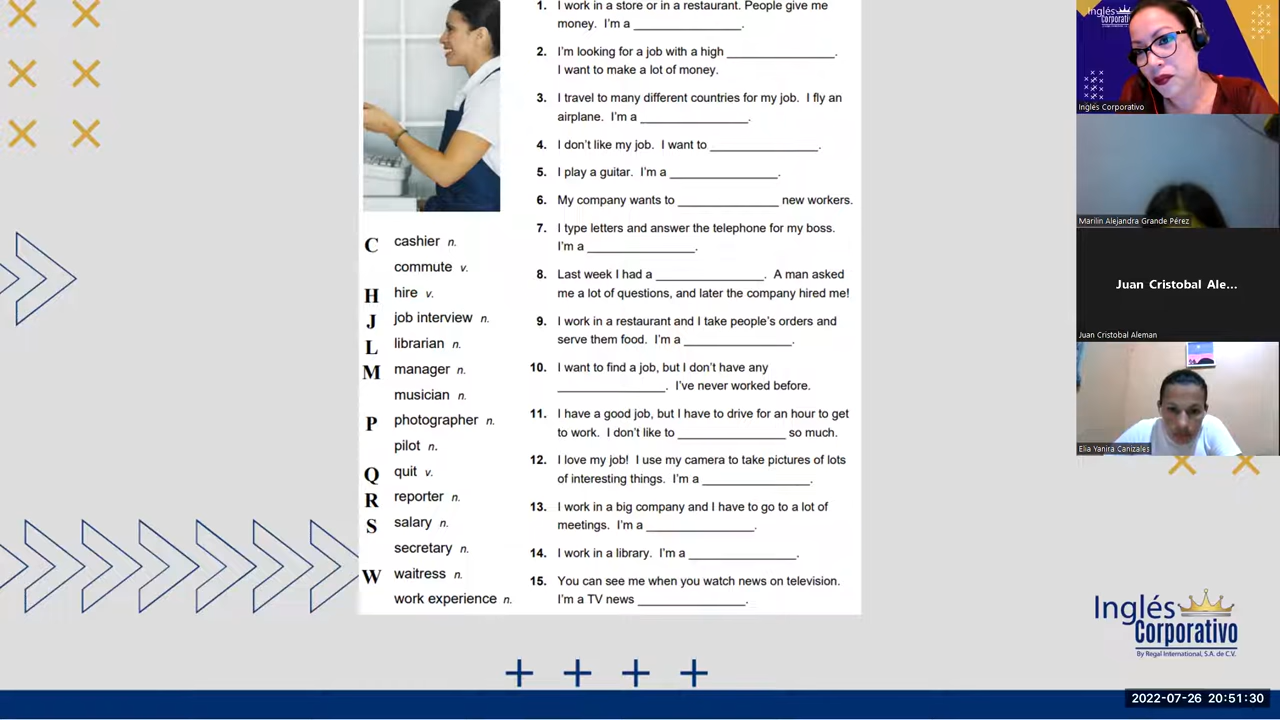 1. I work in a store or in a restaurant. People give me
money. I'm a ________________.
2. I'm looking for a job with a high ________________.
I want to make a lot of money.
3. I travel to many different countries for my job. I fly an
airplane. I'm a ________________.
4. I don't like my job. I want to ________________.
5. I play a guitar. I'm a ________________.
6. My company wants to _______________ new workers.
7. I type letters and answer the telephone for my boss.
I'm a ________________.
8. Last week I had a ________________. A man asked
me a lot of questions, and later the company hired me!
9. I work in a restaurant and I take people's orders and
serve them food. I'm a ________________.
10. I want to find a job, but I don't have any
________________. I've never worked before.
11. I have a good job, but I have to drive for an hour to get
to work. I don't like to ________________ so much.
12. I love my job! I use my camera to take pictures of lots
of interesting things. I'm a ________________.
13. I work in a big company and I have to go to a lot of
meetings. I'm a ________________.
14. I work in a library. I'm a ________________.
15. You can see me when you watch news on television.
I'm a TV news ________________.
C cashier n.
commute v.
H hire v.
J job interview n.
L librarian n.
M manager n.
musician n.
P photographer n.
pilot n.
Q quit v.
R reporter n.
S salary n.
secretary n.
W waitress n.
work experience n.
Inglés
Corporativo
Inglés Corporativo
Marilin Alejandra Grande Pérez
Juan Cristobal Ale...
Juan Cristobal Aleman
Elia Yanira Canizales
Inglés
Corporativo
By Regal International, S.A. de C.V.
2022-07-26 20:51:30